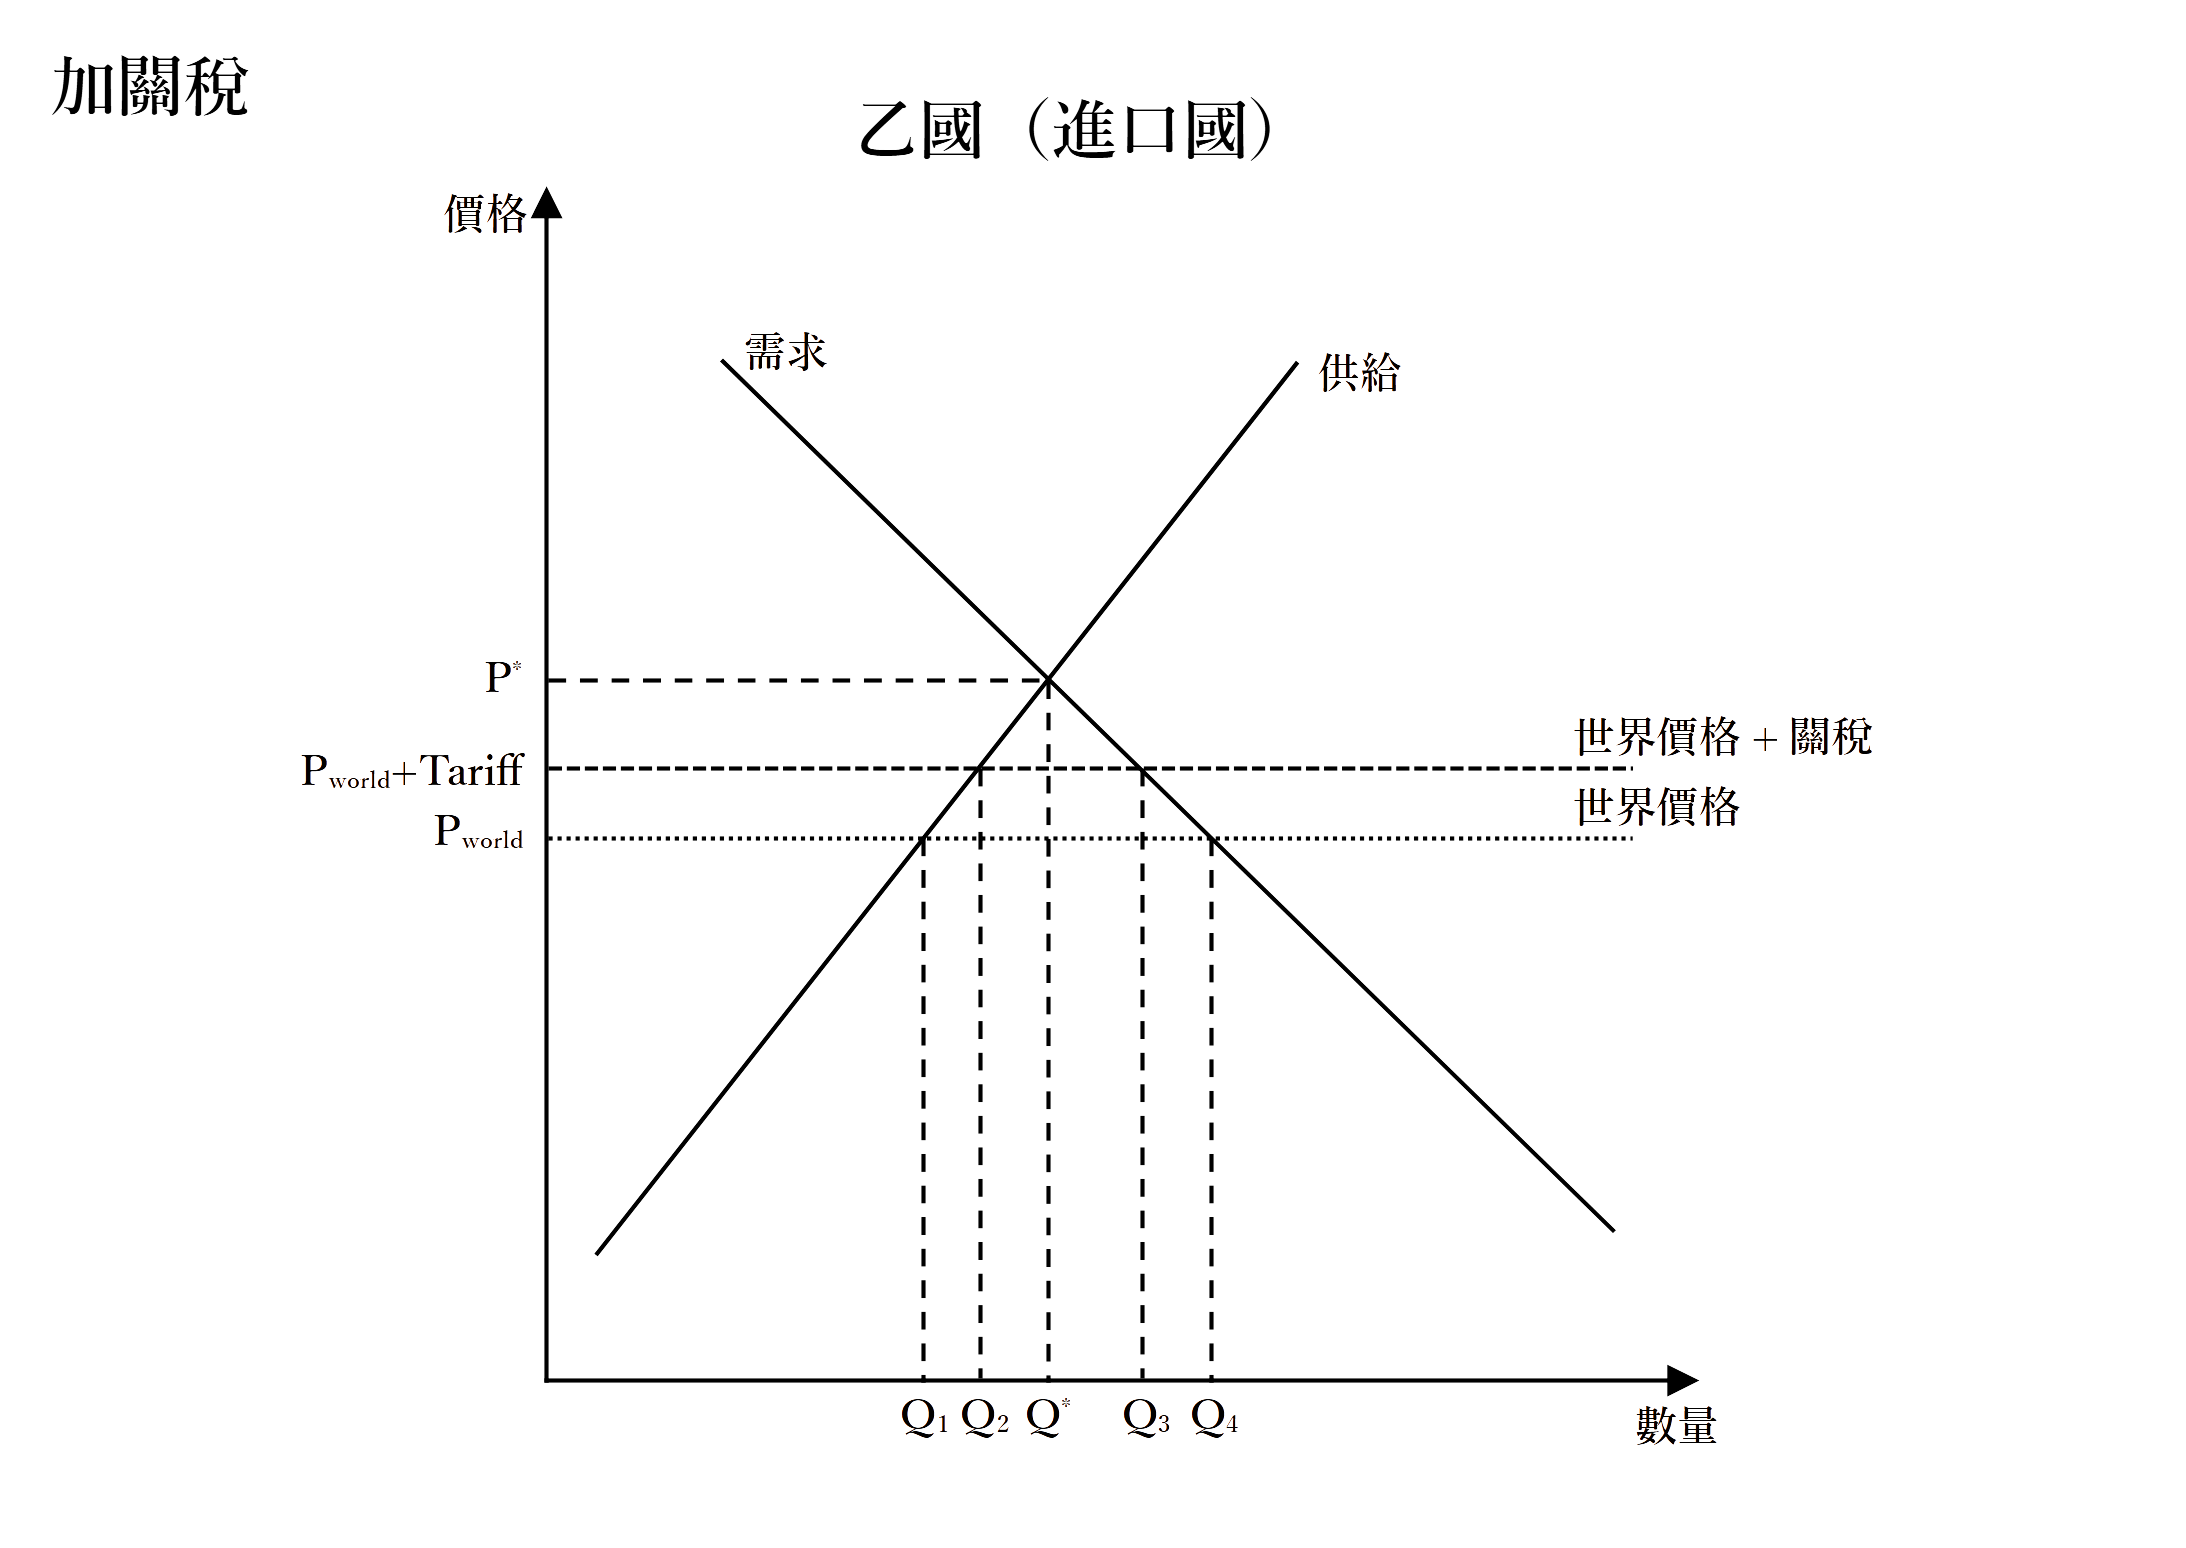 加關稅
乙國（進口國）
價格
需求
供給
P*
世界價格 + 關稅
Pworld+Tariff
世界價格
Pworld
Q1 Q2 Q* Q3 Q4
數量